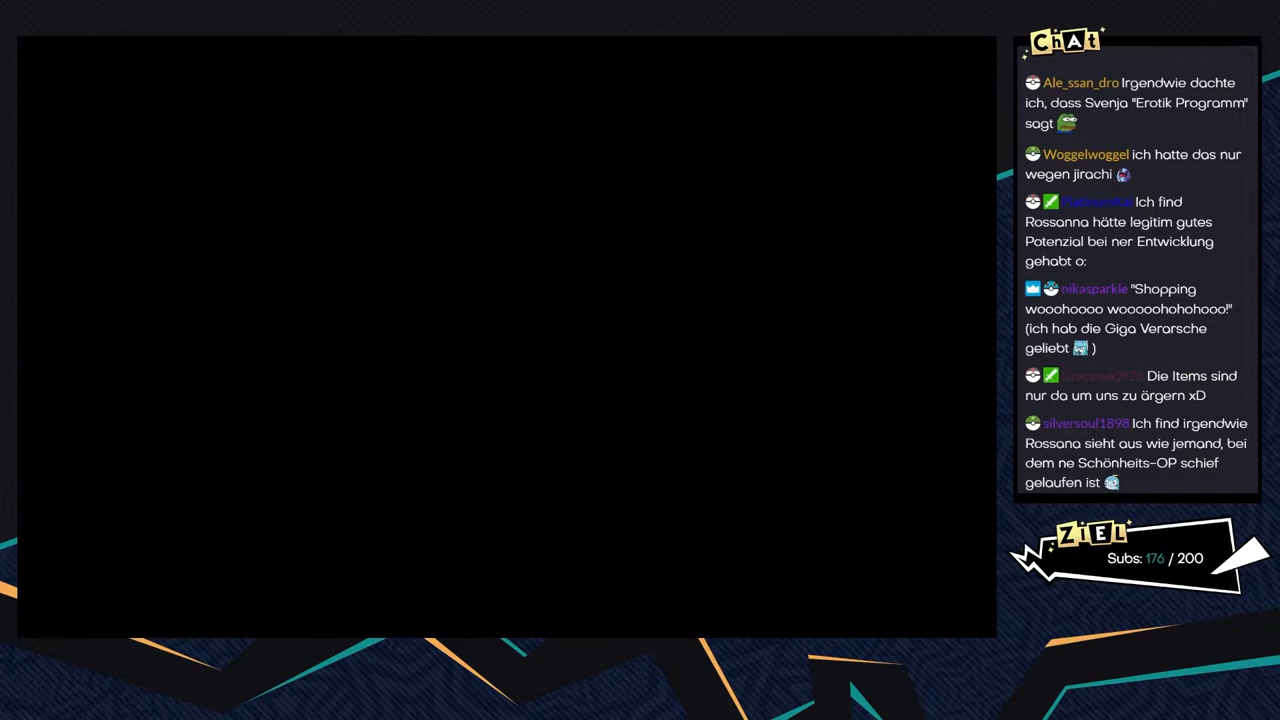 ChAt
Ale_ssan_dro Irgendwie dachte
ich, dass Svenja "Erotik Programm"
sagt
Woggelwoggel ich hatte das nur
wegen jirachi
Ich find
Rossanna hätte legitim gutes
Potenzial bei ner Entwicklung
gehabt o:
nikasparkle "Shopping
wooohoooo wooooohohohooo!"
(ich hab die Giga Verarsche
geliebt )
Die Items sind
nur da um uns zu ärgern xD
silversoul1898 Ich find irgendwie
Rossana sieht aus wie jemand, bei
dem ne Schönheits-OP schief
gelaufen ist
ZIEL
Subs: 176 / 200